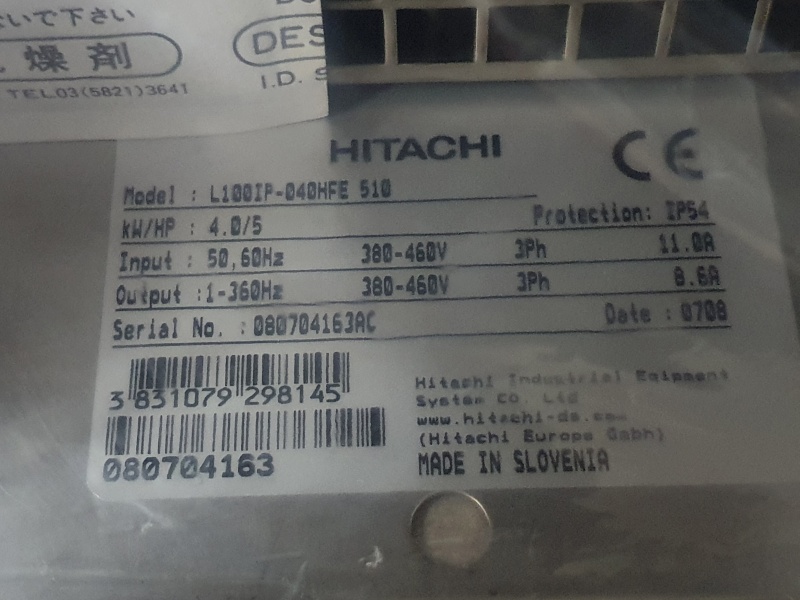 いで下さい
燥剤
TEL03(5821)3641
DES
I.D. S
HITACHI
CE
Model : L100IP-040HFE 510
kW/HP : 4.0/5 Protection: IP54
Input : 50,60Hz 380-460V 3Ph 11.0A
Output :1-360Hz 380-460V 3Ph 8.6A
Serial No. : 080704163AC Date : 0708
3 831079 298145
080704163
Hitachi Industrial Eqipment
System CO. Ltd
www.hitachi-ds.com
(Hitachi Europe Gmbh)
MADE IN SLOVENIA